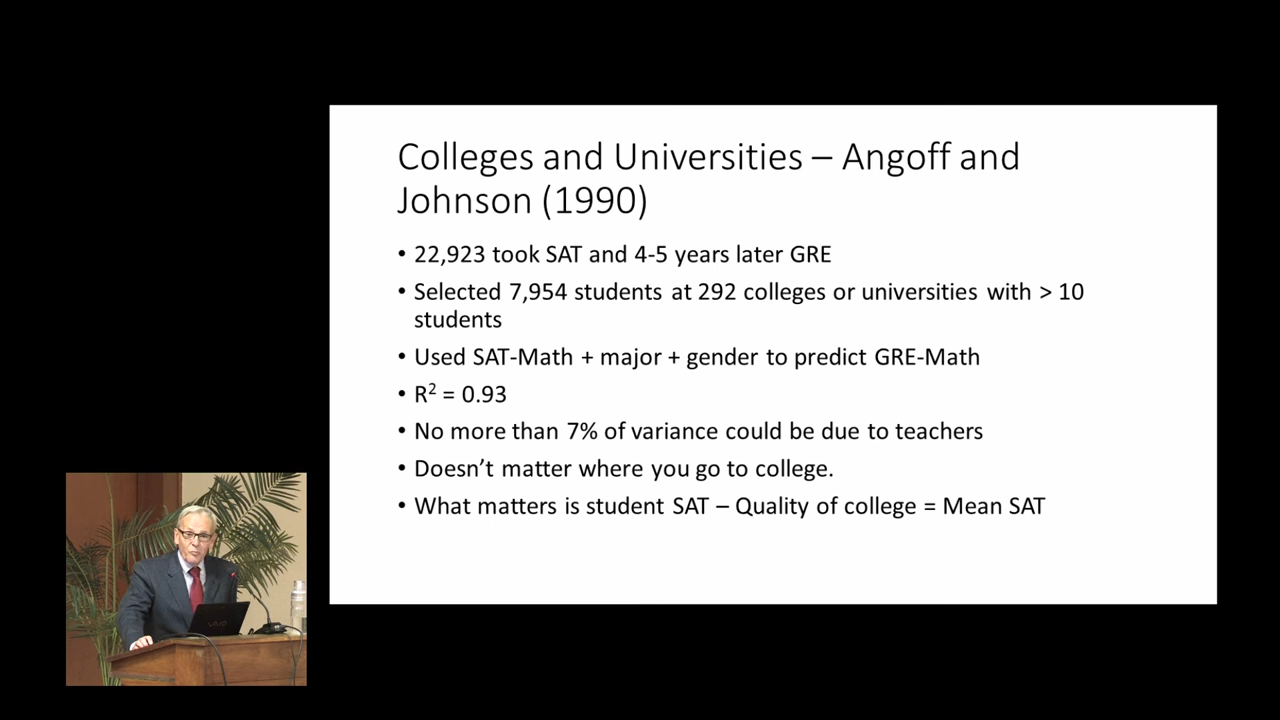 Colleges and Universities – Angoff and
Johnson (1990)
• 22,923 took SAT and 4-5 years later GRE
• Selected 7,954 students at 292 colleges or universities with > 10
students
• Used SAT-Math + major + gender to predict GRE-Math
• R² = 0.93
• No more than 7% of variance could be due to teachers
• Doesn’t matter where you go to college.
• What matters is student SAT – Quality of college = Mean SAT
VAIO